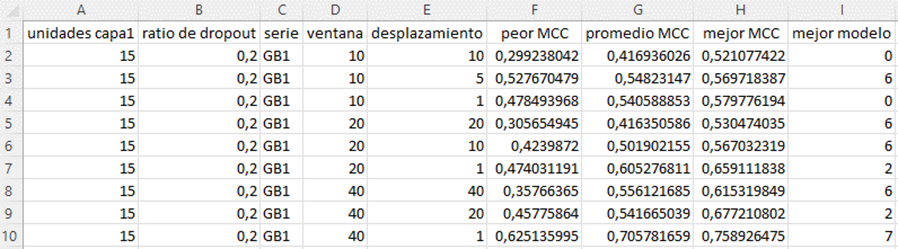 A B C D E F G H I
1 unidades capa1 ratio de dropout serie ventana desplazamiento peor MCC promedio MCC mejor MCC mejor modelo
2 15 0,2 GB1 10 10 0,299238042 0,416936026 0,521077422 0
3 15 0,2 GB1 10 5 0,527670479 0,54823147 0,569718387 6
4 15 0,2 GB1 10 1 0,478493968 0,540588853 0,579776194 0
5 15 0,2 GB1 20 20 0,305654945 0,416350586 0,530474035 6
6 15 0,2 GB1 20 10 0,4239872 0,501902155 0,567032319 6
7 15 0,2 GB1 20 1 0,474031191 0,605276811 0,659111838 2
8 15 0,2 GB1 40 40 0,35766365 0,556121685 0,615319849 6
9 15 0,2 GB1 40 20 0,45775864 0,541665039 0,677210802 2
10 15 0,2 GB1 40 1 0,625135995 0,705781659 0,758926475 7